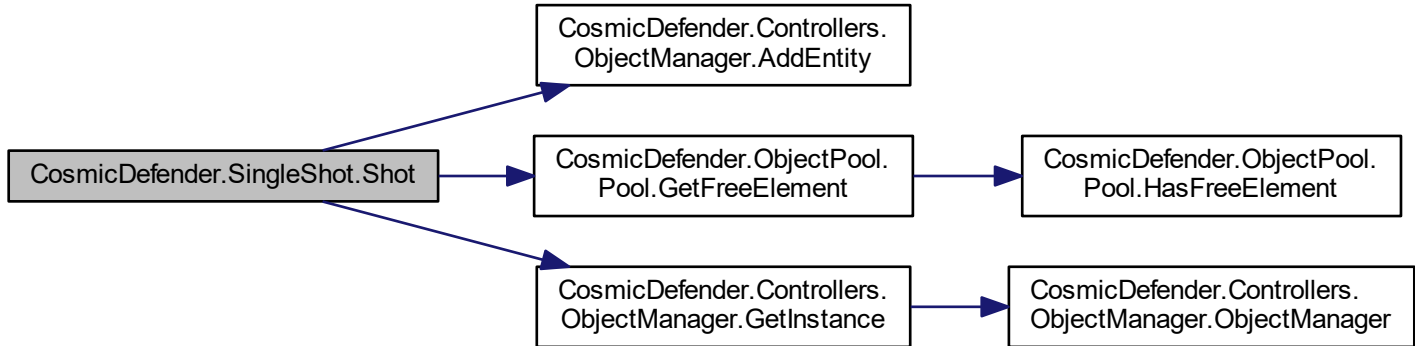 CosmicDefender.SingleShot.Shot
CosmicDefender.Controllers.
ObjectManager.AddEntity
CosmicDefender.ObjectPool.
Pool.GetFreeElement
CosmicDefender.ObjectPool.
Pool.HasFreeElement
CosmicDefender.Controllers.
ObjectManager.GetInstance
CosmicDefender.Controllers.
ObjectManager.ObjectManager